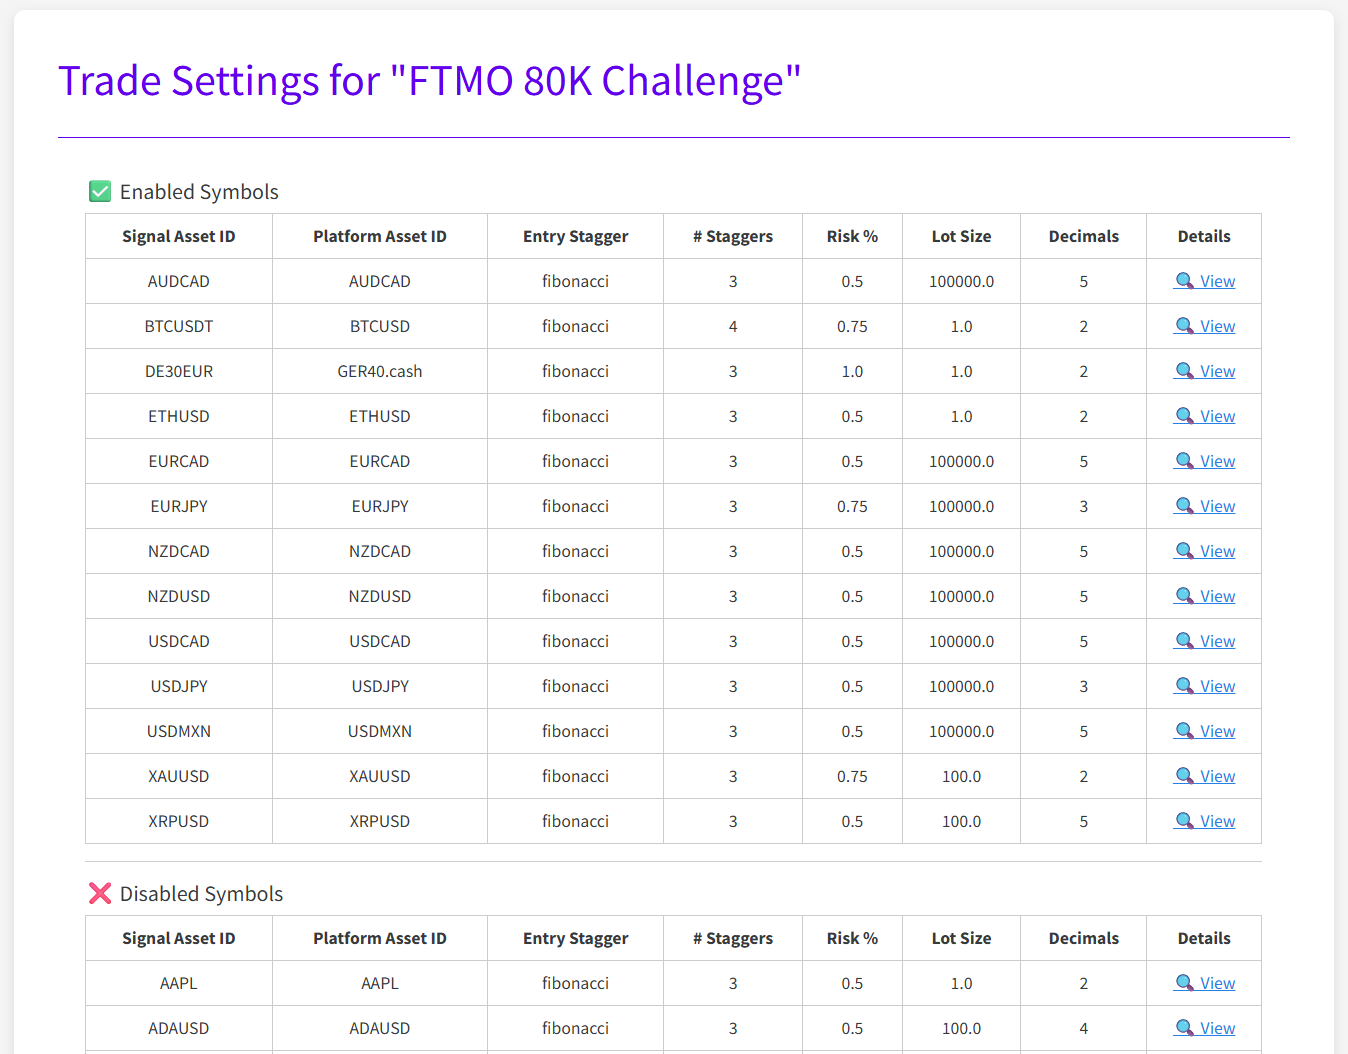 Trade Settings for "FTMO 80K Challenge"
✅ Enabled Symbols
Signal Asset ID Platform Asset ID Entry Stagger # Staggers Risk % Lot Size Decimals Details
AUDCAD AUDCAD fibonacci 3 0.5 100000.0 5 🔍 View
BTCUSDT BTCUSD fibonacci 4 0.75 1.0 2 🔍 View
DE30EUR GER40.cash fibonacci 3 1.0 1.0 2 🔍 View
ETHUSD ETHUSD fibonacci 3 0.5 1.0 2 🔍 View
EURCAD EURCAD fibonacci 3 0.5 100000.0 5 🔍 View
EURJPY EURJPY fibonacci 3 0.75 100000.0 3 🔍 View
NZDCAD NZDCAD fibonacci 3 0.5 100000.0 5 🔍 View
NZDUSD NZDUSD fibonacci 3 0.5 100000.0 5 🔍 View
USDCAD USDCAD fibonacci 3 0.5 100000.0 5 🔍 View
USDJPY USDJPY fibonacci 3 0.5 100000.0 3 🔍 View
USDMXN USDMXN fibonacci 3 0.5 100000.0 5 🔍 View
XAUUSD XAUUSD fibonacci 3 0.75 100.0 2 🔍 View
XRPUSD XRPUSD fibonacci 3 0.5 100.0 5 🔍 View
❌ Disabled Symbols
Signal Asset ID Platform Asset ID Entry Stagger # Staggers Risk % Lot Size Decimals Details
AAPL AAPL fibonacci 3 0.5 1.0 2 🔍 View
ADAUSD ADAUSD fibonacci 3 0.5 100.0 4 🔍 View